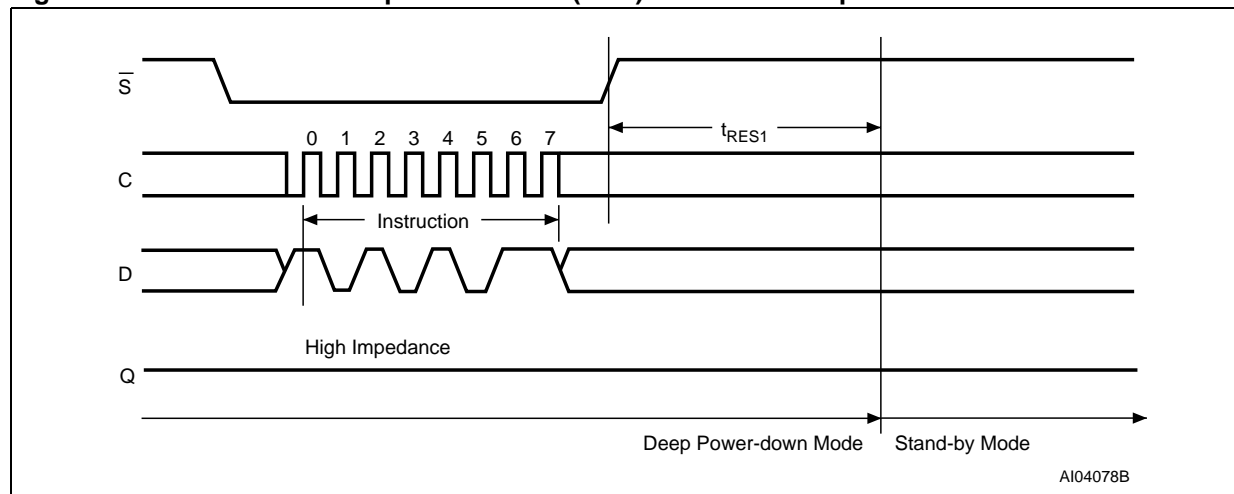 S
tRES1
0 1 2 3 4 5 6 7
C
Instruction
D
High Impedance
Q
Deep Power-down Mode Stand-by Mode
AI04078B